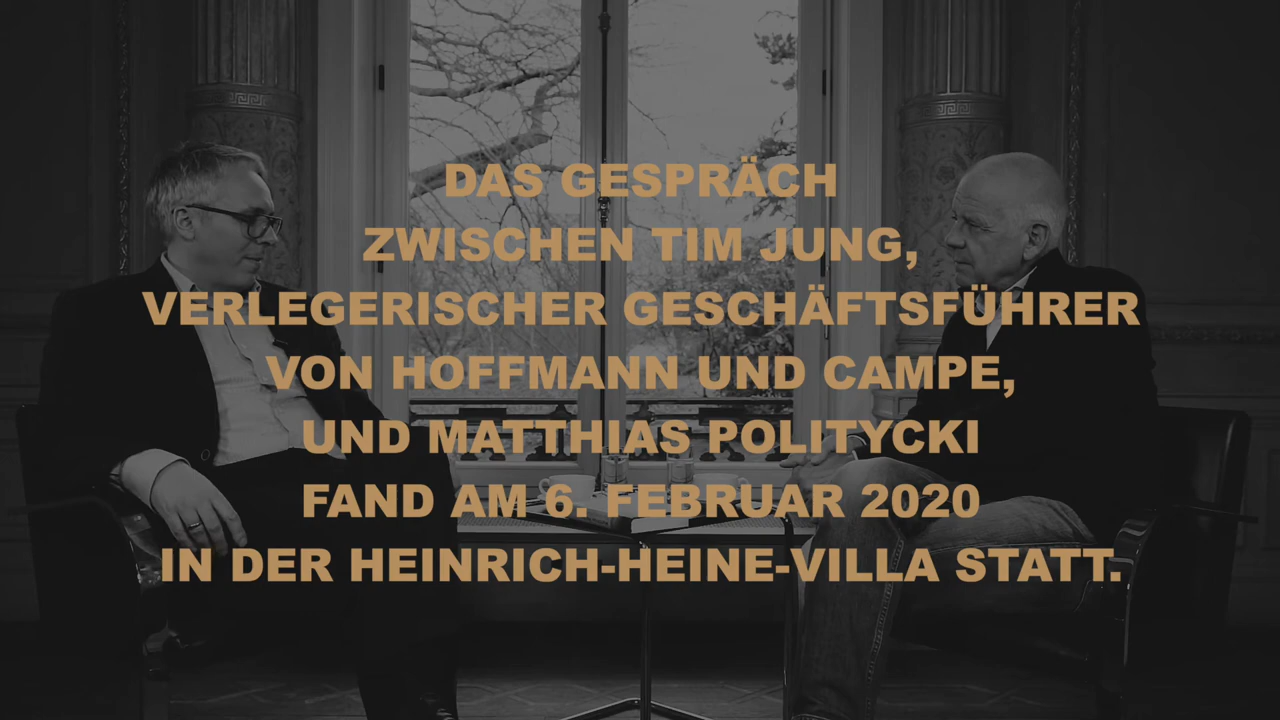 DAS GESPRÄCH
ZWISCHEN TIM JUNG,
VERLEGERISCHER GESCHÄFTSFÜHRER
VON HOFFMANN UND CAMPE,
UND MATTHIAS POLITYCKI
FAND AM 6. FEBRUAR 2020
IN DER HEINRICH-HEINE-VILLA STATT.